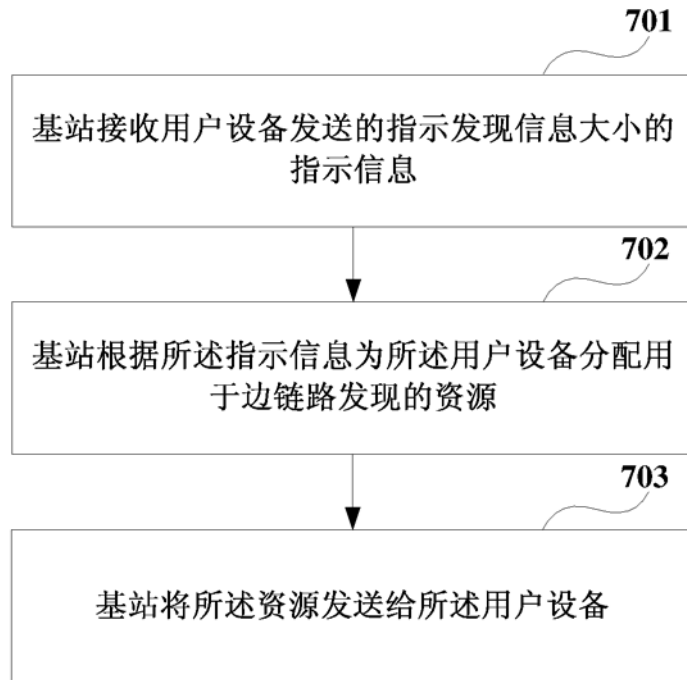 701
基站接收用户设备发送的指示发现信息大小的
指示信息
702
基站根据所述指示信息为所述用户设备分配用
于边链路发现的资源
703
基站将所述资源发送给所述用户设备